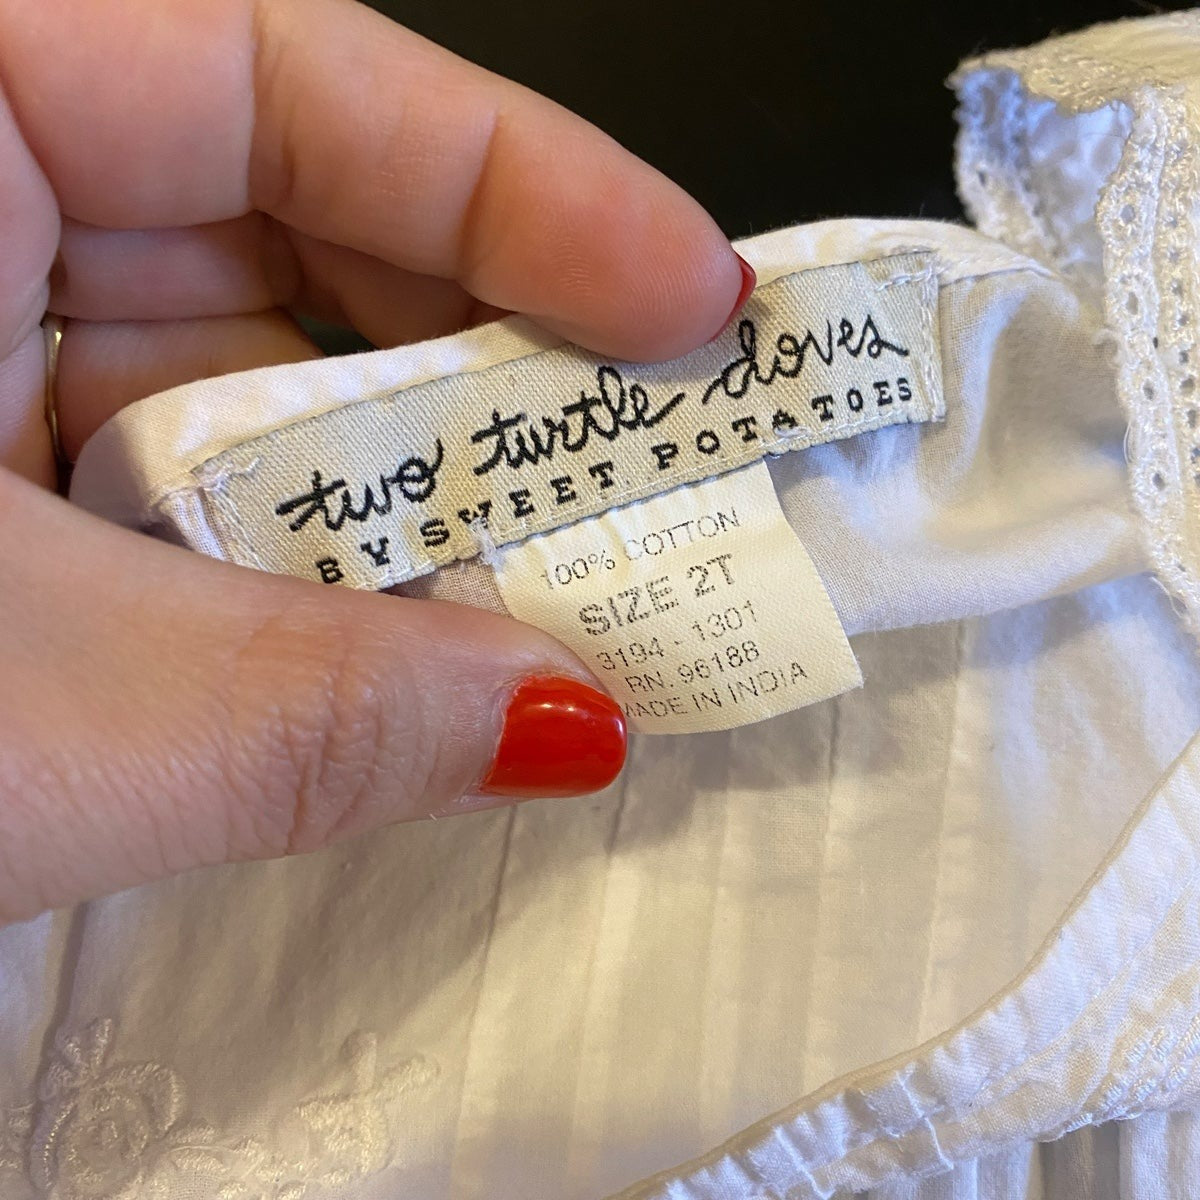 two turtle doves
BY SWEET POTATOES
100% COTTON
SIZE 2T
3194 - 1301
RN. 96188
MADE IN INDIA